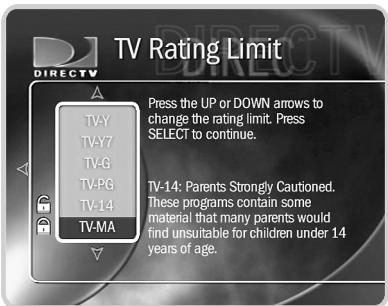 DIRECTV
TV Rating Limit
TV-Y
TV-Y7
TV-G
TV-PG
TV-14
TV-MA
Press the UP or DOWN arrows to
change the rating limit. Press
SELECT to continue.
TV-14: Parents Strongly Cautioned.
These programs contain some
material that many parents would
find unsuitable for children under 14
years of age.